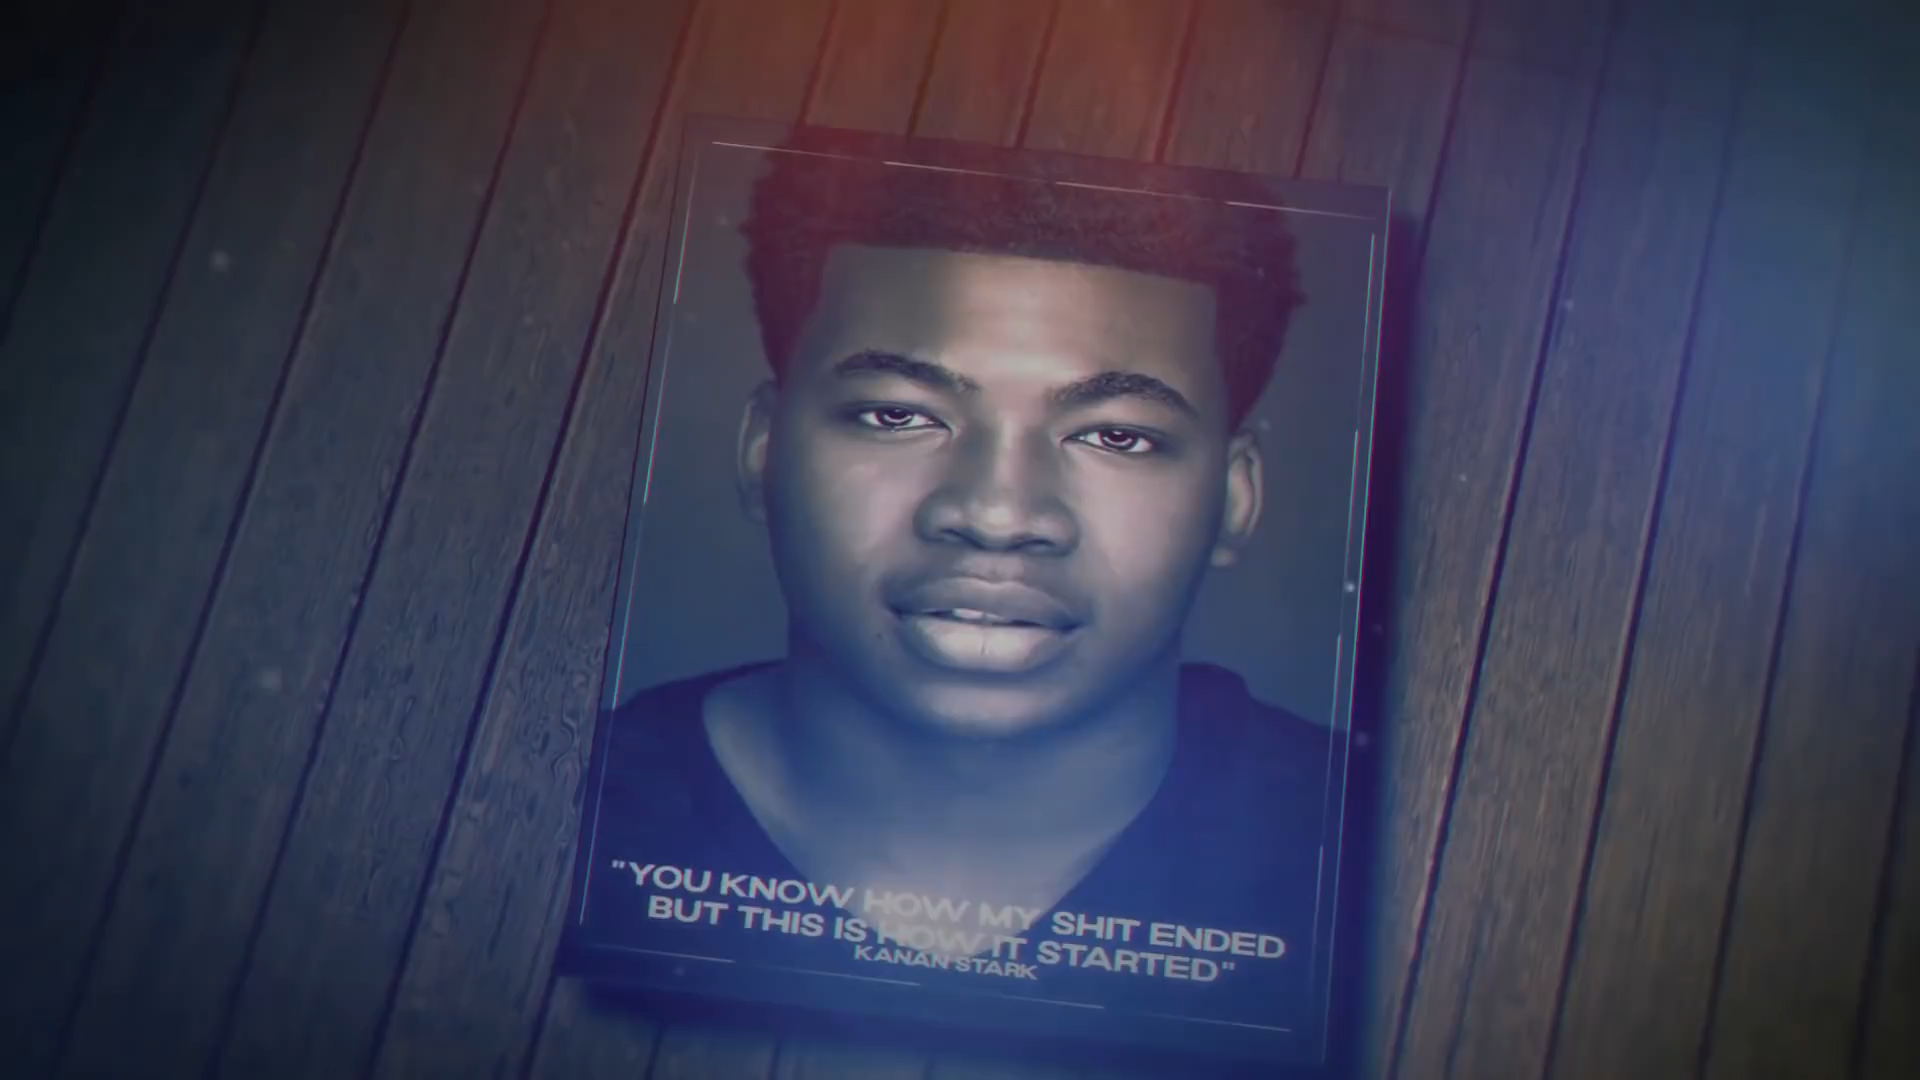 "YOU KNOW HOW MY SHIT ENDED
BUT THIS IS HOW IT STARTED"
KANAN STARK